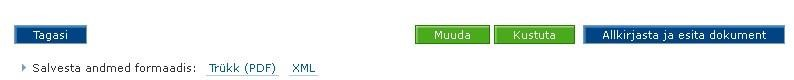 Tagasi Muuda Kustuta Allkirjasta ja esita dokument
Salvesta andmed formaadis: Trükk (PDF) XML